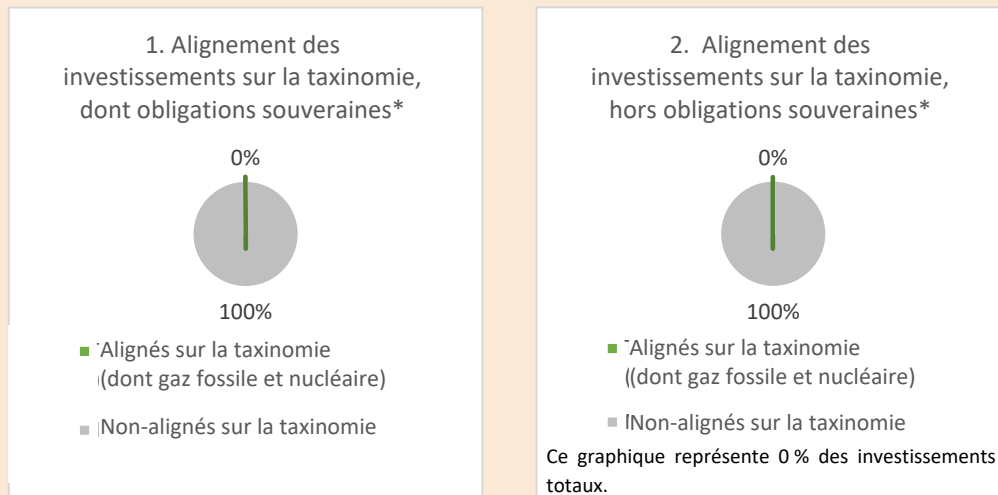 1. Alignement des
investissements sur la taxinomie,
dont obligations souveraines*
0%
100%
Alignés sur la taxinomie
(dont gaz fossile et nucléaire)
Non-alignés sur la taxinomie
2. Alignement des
investissements sur la taxinomie,
hors obligations souveraines*
0%
100%
Alignés sur la taxinomie
((dont gaz fossile et nucléaire)
Non-alignés sur la taxinomie
Ce graphique représente 0 % des investissements
totaux.